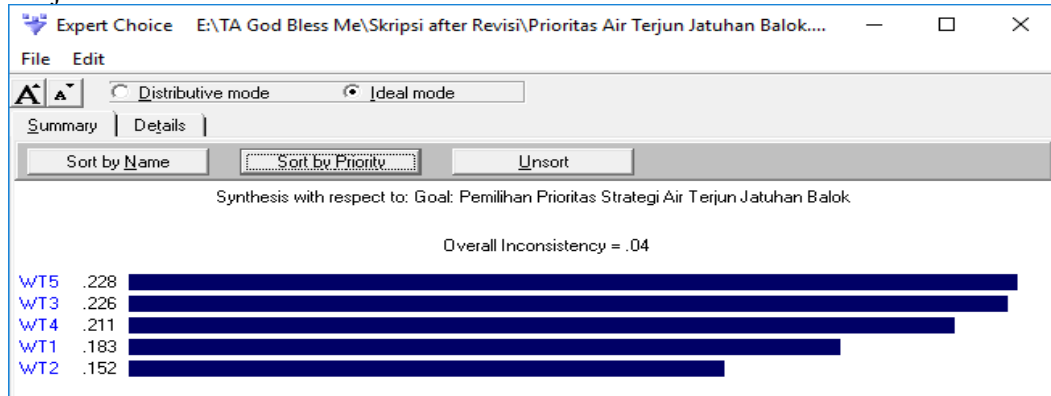 Expert Choice E:\TA God Bless Me\Skripsi after Revisi\Prioritas Air Terjun Jatuhan Balok....
File Edit
A A Distributive mode Ideal mode
Summary Details
Sort by Name Sort by Priority Unsort
Synthesis with respect to: Goal: Pemilihan Prioritas Strategi Air Terjun Jatuhan Balok
Overall Inconsistency = .04
WT5 .228
WT3 .226
WT4 .211
WT1 .183
WT2 .152